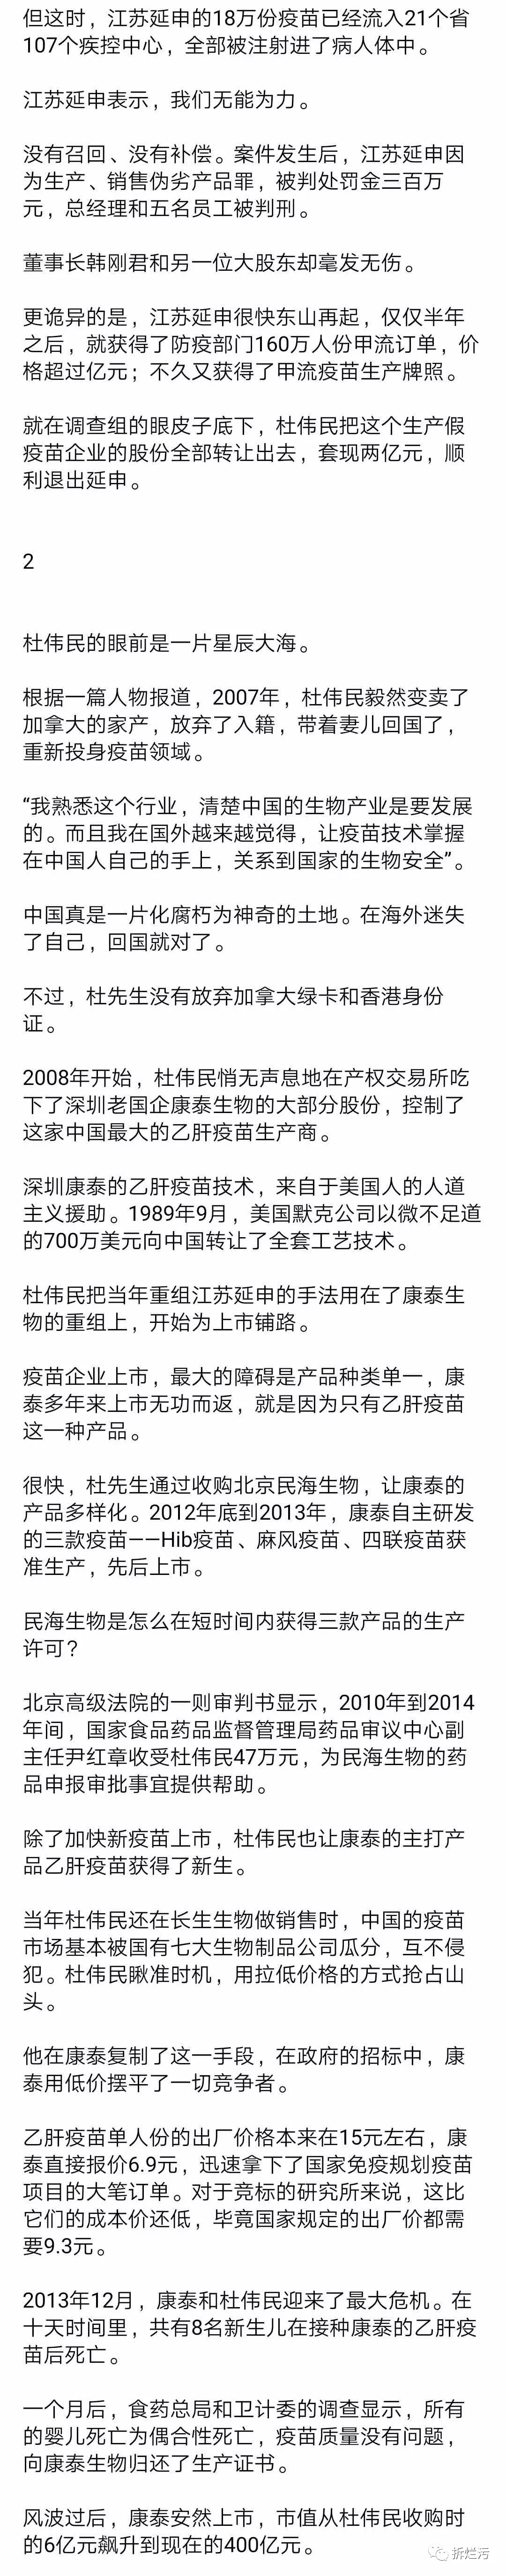 但这时，江苏延申的18万份疫苗已经流入21个省
107个疾控中心，全部被注射进了病人体中。
江苏延申表示，我们无能为力。
没有召回、没有补偿。案件发生后，江苏延申因
为生产、销售伪劣产品罪，被判处罚金三百万
元，总经理和五名员工被判刑。
董事长韩刚君和另一位大股东却毫发无伤。
更诡异的是，江苏延申很快东山再起，仅仅半年
之后，就获得了防疫部门160万人份甲流订单，价
格超过亿元；不久又获得了甲流疫苗生产牌照。
就在调查组的眼皮子底下，杜伟民把这个生产假
疫苗企业的股份全部转让出去，套现两亿元，顺
利退出延申。
2
杜伟民的眼前是一片星辰大海。
根据一篇人物报道，2007年，杜伟民毅然变卖了
加拿大的家产，放弃了入籍，带着妻儿回国了，
重新投身疫苗领域。
“我熟悉这个行业，清楚中国的生物产业是要发展
的。而且我在国外越来越觉得，让疫苗技术掌握
在中国人自己的手上，关系到国家的生物安全”。
中国真是一片化腐朽为神奇的土地。在海外迷失
了自己，回国就对了。
不过，杜先生没有放弃加拿大绿卡和香港身份
证。
2008年开始，杜伟民悄无声息地在产权交易所吃
下了深圳老国企康泰生物的大部分股份，控制了
这家中国最大的乙肝疫苗生产商。
深圳康泰的乙肝疫苗技术，来自于美国人的人道
主义援助。1989年9月，美国默克公司以微不足道
的700万美元向中国转让了全套工艺技术。
杜伟民把当年重组江苏延申的手法用在了康泰生
物的重组上，开始为上市铺路。
疫苗企业上市，最大的障碍是产品种类单一，康
泰多年来上市无功而返，就是因为只有乙肝疫苗
这一种产品。
很快，杜先生通过收购北京民海生物，让康泰的
产品多样化。2012年底到2013年，康泰自主研发
的三款疫苗——Hib疫苗、麻风疫苗、四联疫苗获
准生产，先后上市。
民海生物是怎么在短时间内获得三款产品的生产
许可？
北京高级法院的一则审判书显示，2010年到2014
年间，国家食品药品监督管理局药品审议中心副
主任尹红章收受杜伟民47万元，为民海生物的药
品申报审批事宜提供帮助。
除了加快新疫苗上市，杜伟民也让康泰的主打产
品乙肝疫苗获得了新生。
当年杜伟民还在长生生物做销售时，中国的疫苗
市场基本被国有七大生物制品公司瓜分，互不侵
犯。杜伟民瞅准时机，用拉低价格的方式抢占山
头。
他在康泰复制了这一手段，在政府的招标中，康
泰用低价摆平了一切竞争者。
乙肝疫苗单人份的出厂价格本来在15元左右，康
泰直接报价6.9元，迅速拿下了国家免疫规划疫苗
项目的大笔订单。对于竞标的研究所来说，这比
它们的成本价还低，毕竟国家规定的出厂价都需
要9.3元。
2013年12月，康泰和杜伟民迎来了最大危机。在
十天时间里，共有8名新生儿在接种康泰的乙肝疫
苗后死亡。
一个月后，食药总局和卫计委的调查显示，所有
的婴儿死亡为偶合性死亡，疫苗质量没有问题，
向康泰生物归还了生产证书。
风波过后，康泰安然上市，市值从杜伟民收购时
的6亿元飙升到现在的400亿元。
拆烂污